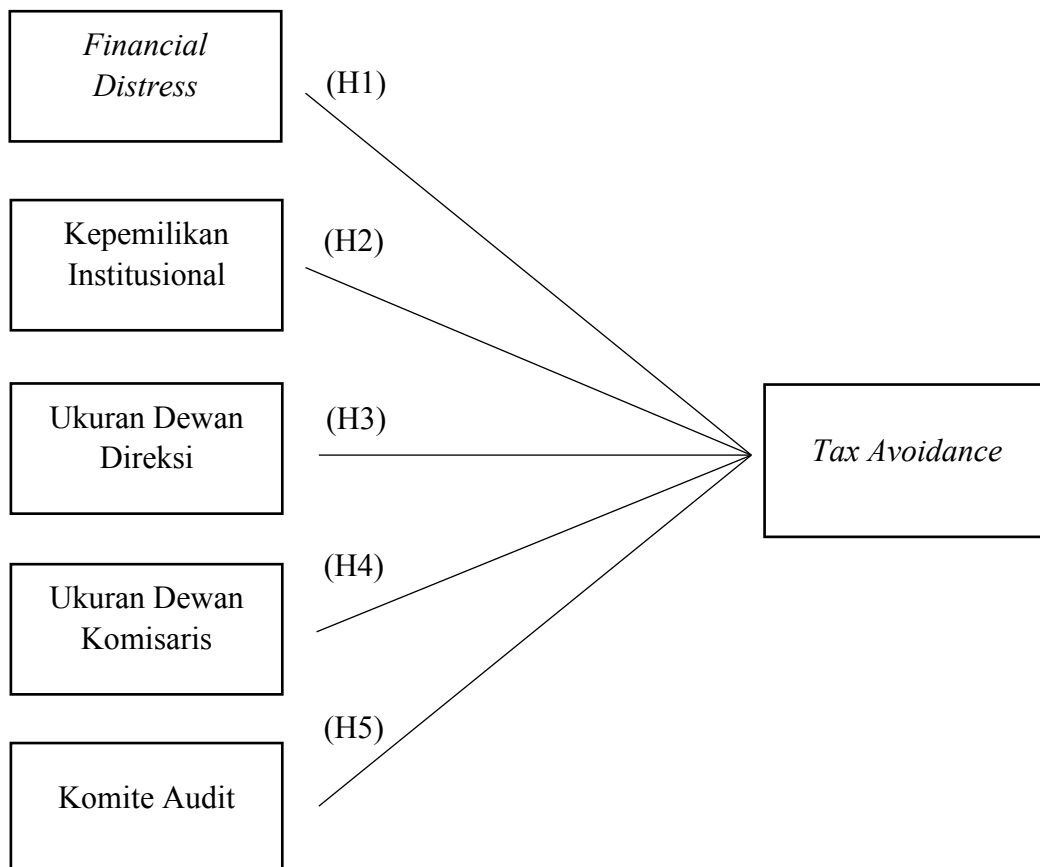 Financial
Distress
(H1)
Kepemilikan
Institusional
(H2)
Ukuran Dewan
Direksi
(H3)
Tax Avoidance
Ukuran Dewan
Komisaris
(H4)
Komite Audit
(H5)